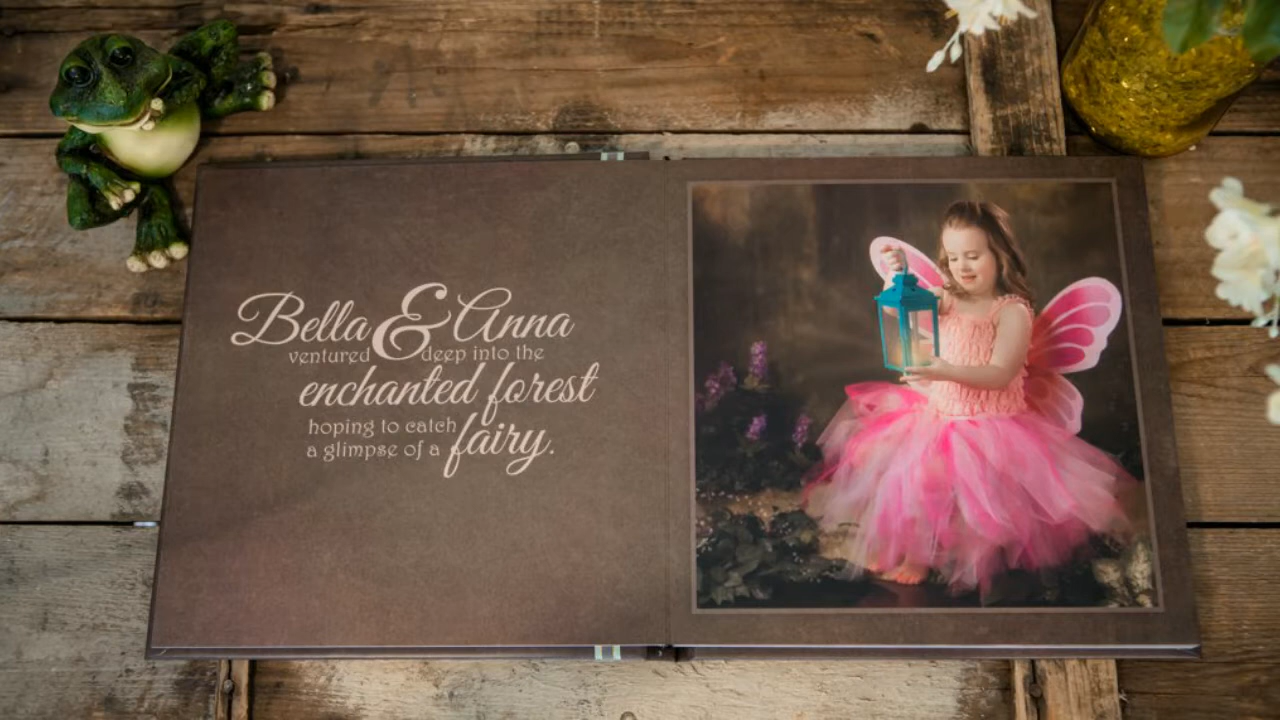 Bella & Anna
ventured deep into the
enchanted forest
hoping to catch
a glimpse of a fairy.